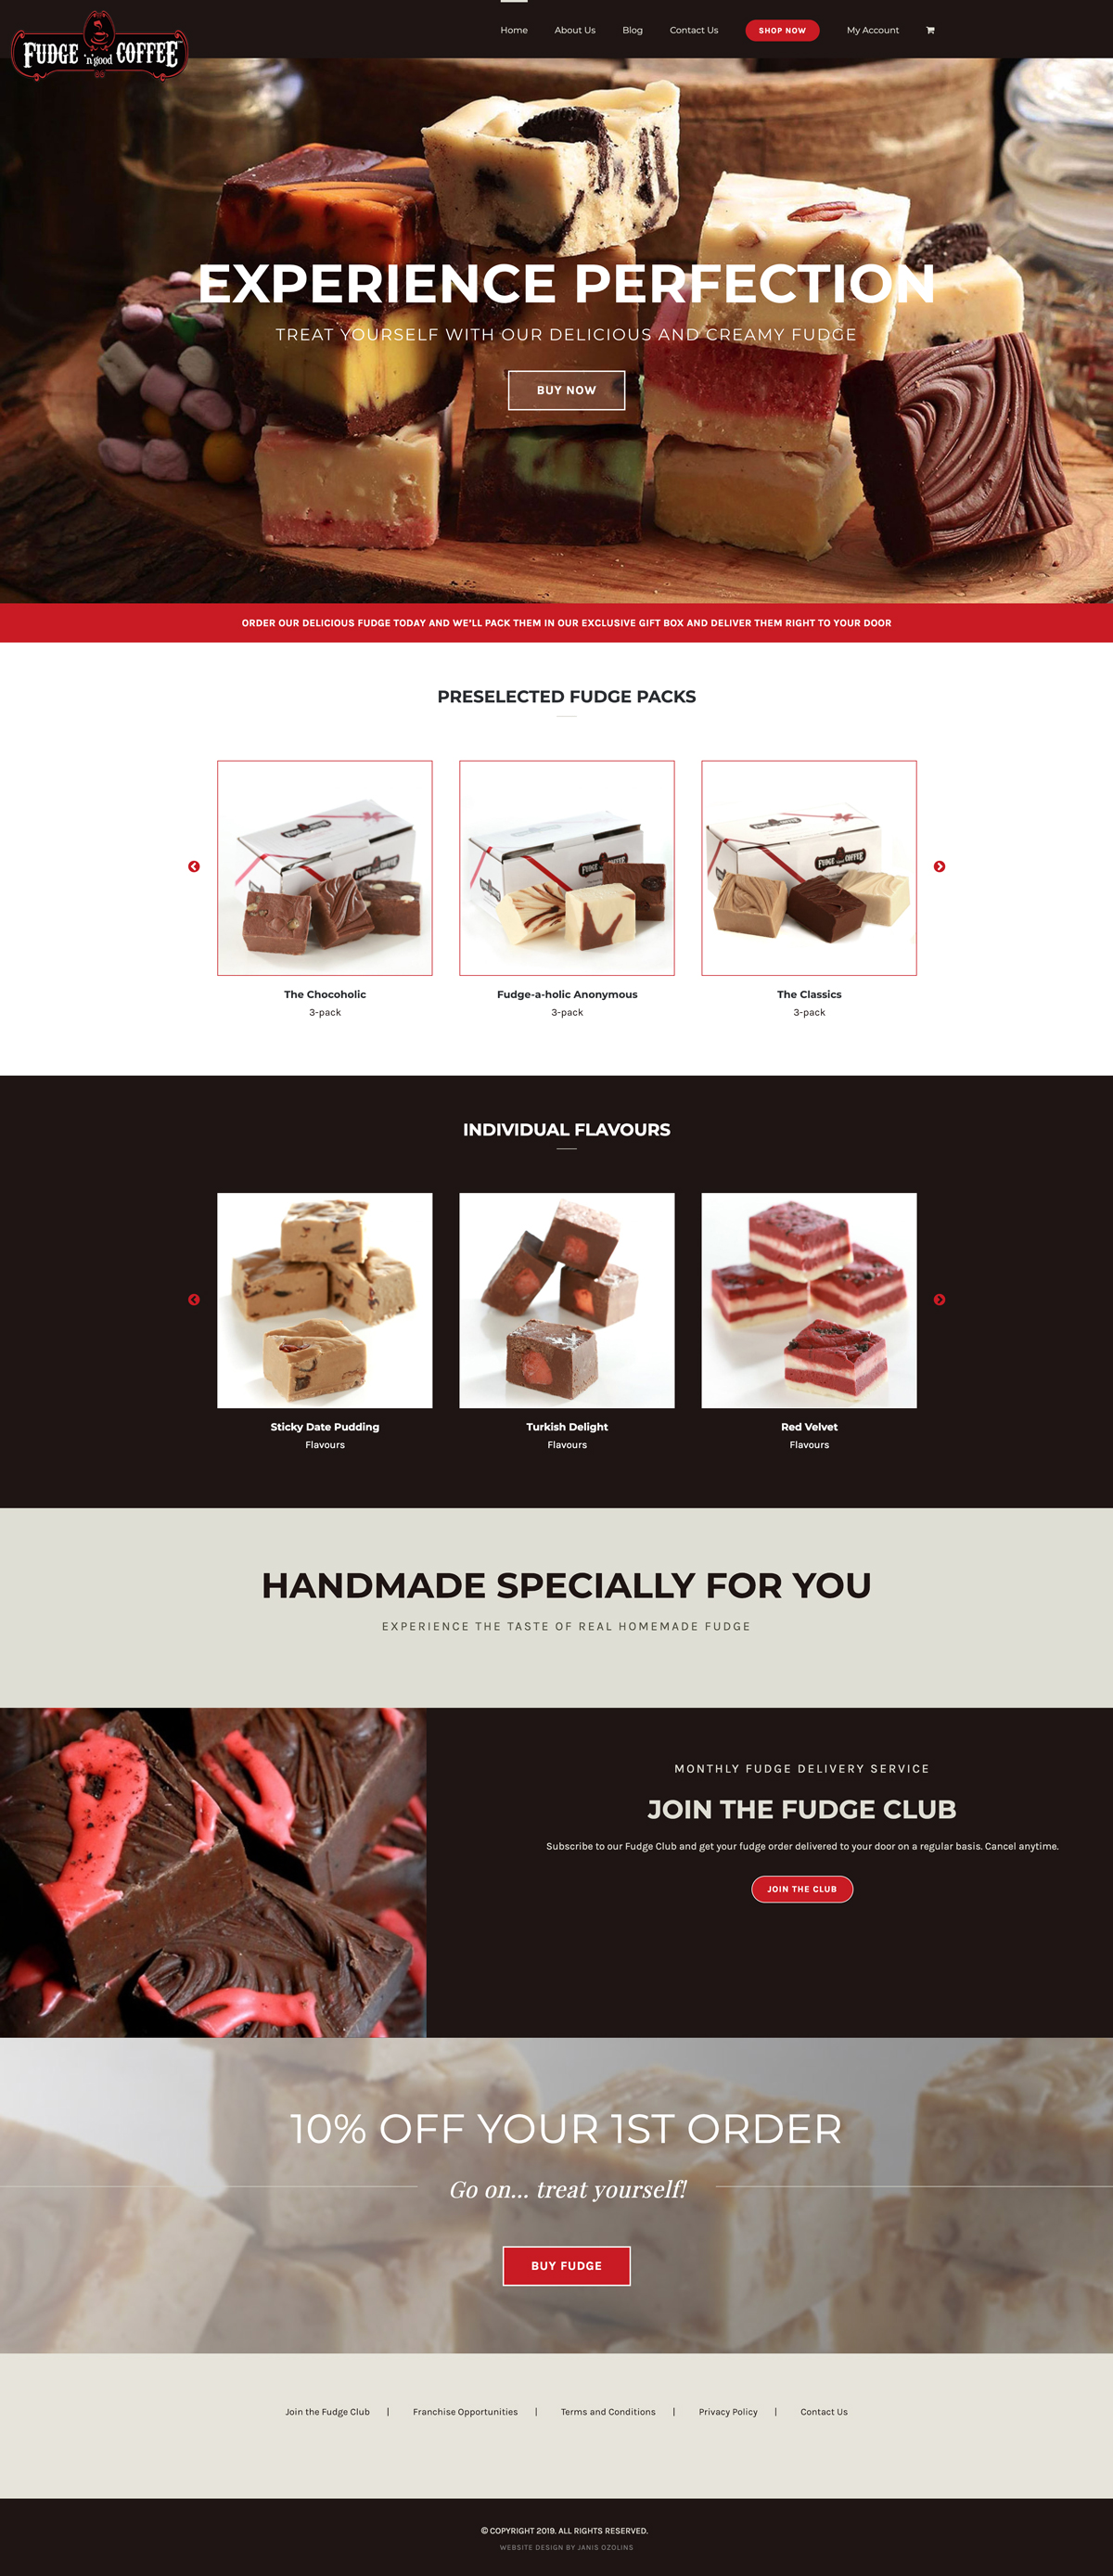 FUDGE 'n' good COFFEE
Home About Us Blog Contact Us SHOP NOW My Account
EXPERIENCE PERFECTION
TREAT YOURSELF WITH OUR DELICIOUS AND CREAMY FUDGE
BUY NOW
ORDER OUR DELICIOUS FUDGE TODAY AND WE'LL PACK THEM IN OUR EXCLUSIVE GIFT BOX AND DELIVER THEM RIGHT TO YOUR DOOR
PRESELECTED FUDGE PACKS
The Chocoholic Fudge-a-holic Anonymous The Classics
3-pack 3-pack 3-pack
INDIVIDUAL FLAVOURS
Sticky Date Pudding Turkish Delight Red Velvet
Flavours Flavours Flavours
HANDMADE SPECIALLY FOR YOU
EXPERIENCE THE TASTE OF REAL HOMEMADE FUDGE
MONTHLY FUDGE DELIVERY SERVICE
JOIN THE FUDGE CLUB
Subscribe to our Fudge Club and get your fudge order delivered to your door on a regular basis. Cancel anytime.
JOIN THE CLUB
10% OFF YOUR 1ST ORDER
Go on... treat yourself!
BUY FUDGE
Join the Fudge Club | Franchise Opportunities | Terms and Conditions | Privacy Policy | Contact Us
© COPYRIGHT 2019. ALL RIGHTS RESERVED.
WEBSITE DESIGN BY JANIS OZOLINS